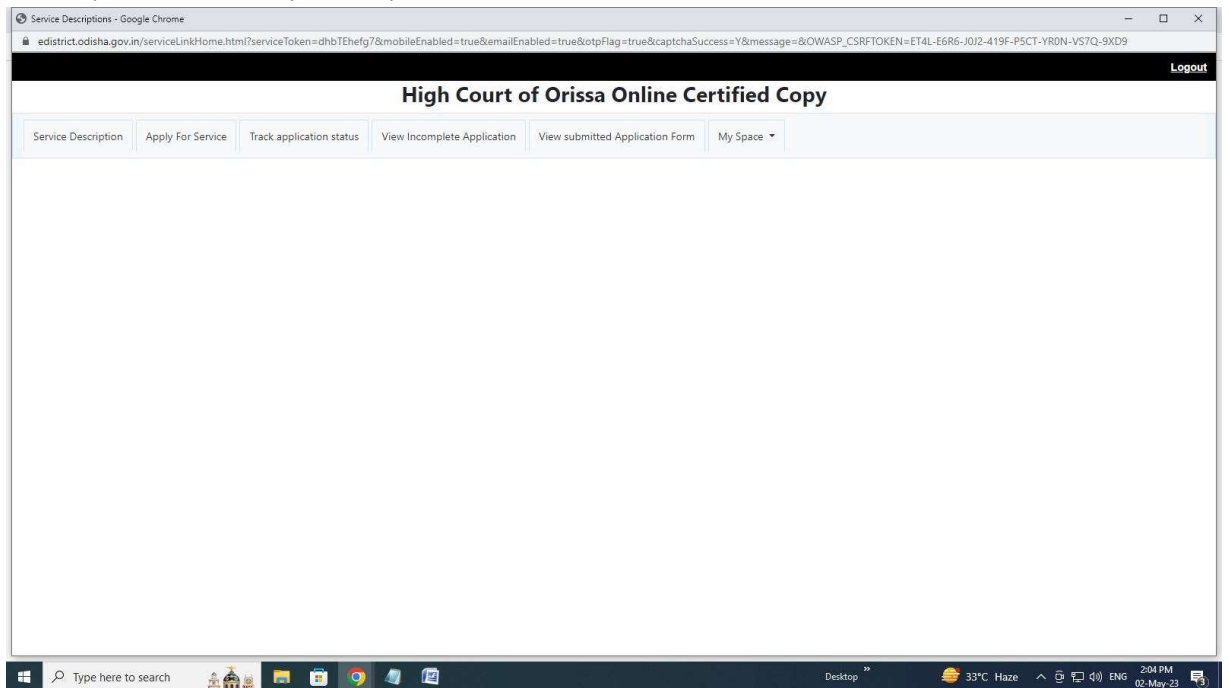 Service Descriptions - Google Chrome
edistrict.odisha.gov.in/serviceLinkHome.html?serviceToken=dhbTEhefg7&mobileEnabled=true&emailEnabled=true&otpFlag=true&captchaSuccess=Y&message=&OWASP_CSRFTOKEN=ET4L-E6R6-J0J2-419F-P5CT-YR0N-VS7Q-9XD9
Logout
High Court of Orissa Online Certified Copy
Service Description Apply For Service Track application status View Incomplete Application View submitted Application Form My Space
Type here to search Desktop 33°C Haze ENG 2:04 PM
02-May-23 3